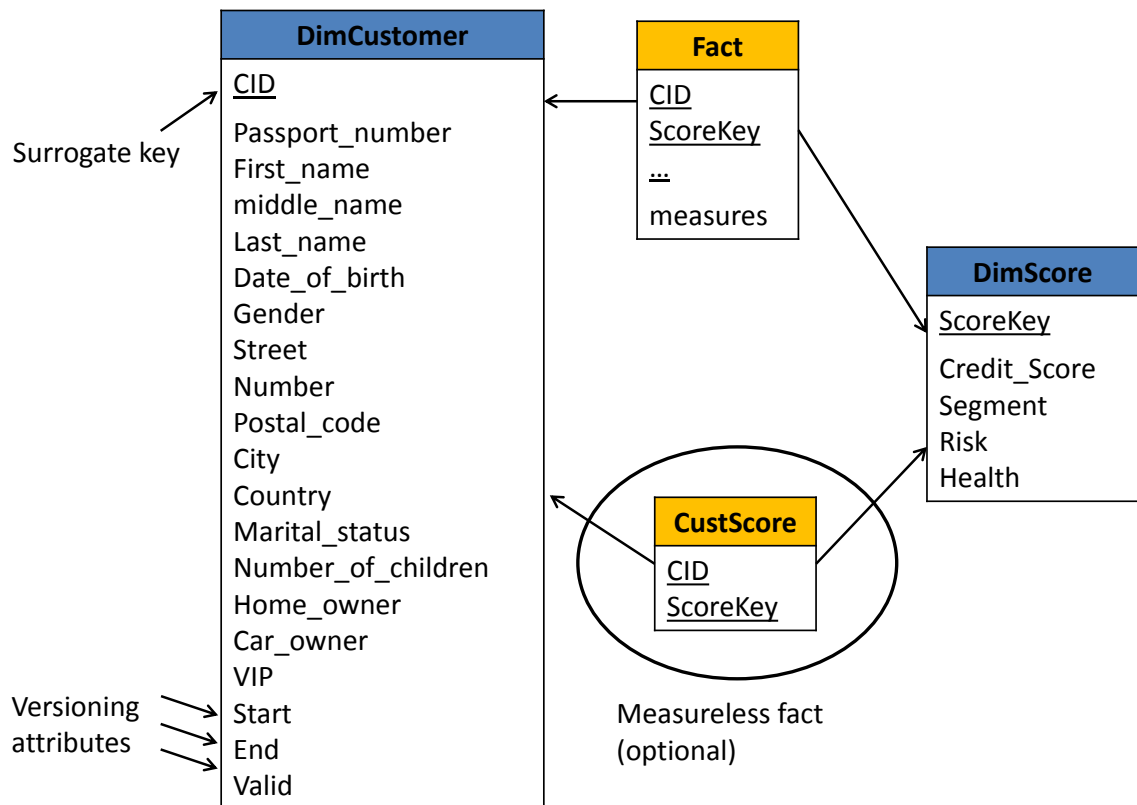 DimCustomer
CID
Passport_number
First_name
middle_name
Last_name
Date_of_birth
Gender
Street
Number
Postal_code
City
Country
Marital_status
Number_of_children
Home_owner
Car_owner
VIP
Start
End
Valid
Surrogate key
Versioning
attributes
Fact
CID
ScoreKey
...
measures
DimScore
ScoreKey
Credit_Score
Segment
Risk
Health
CustScore
CID
ScoreKey
Measureless fact
(optional)